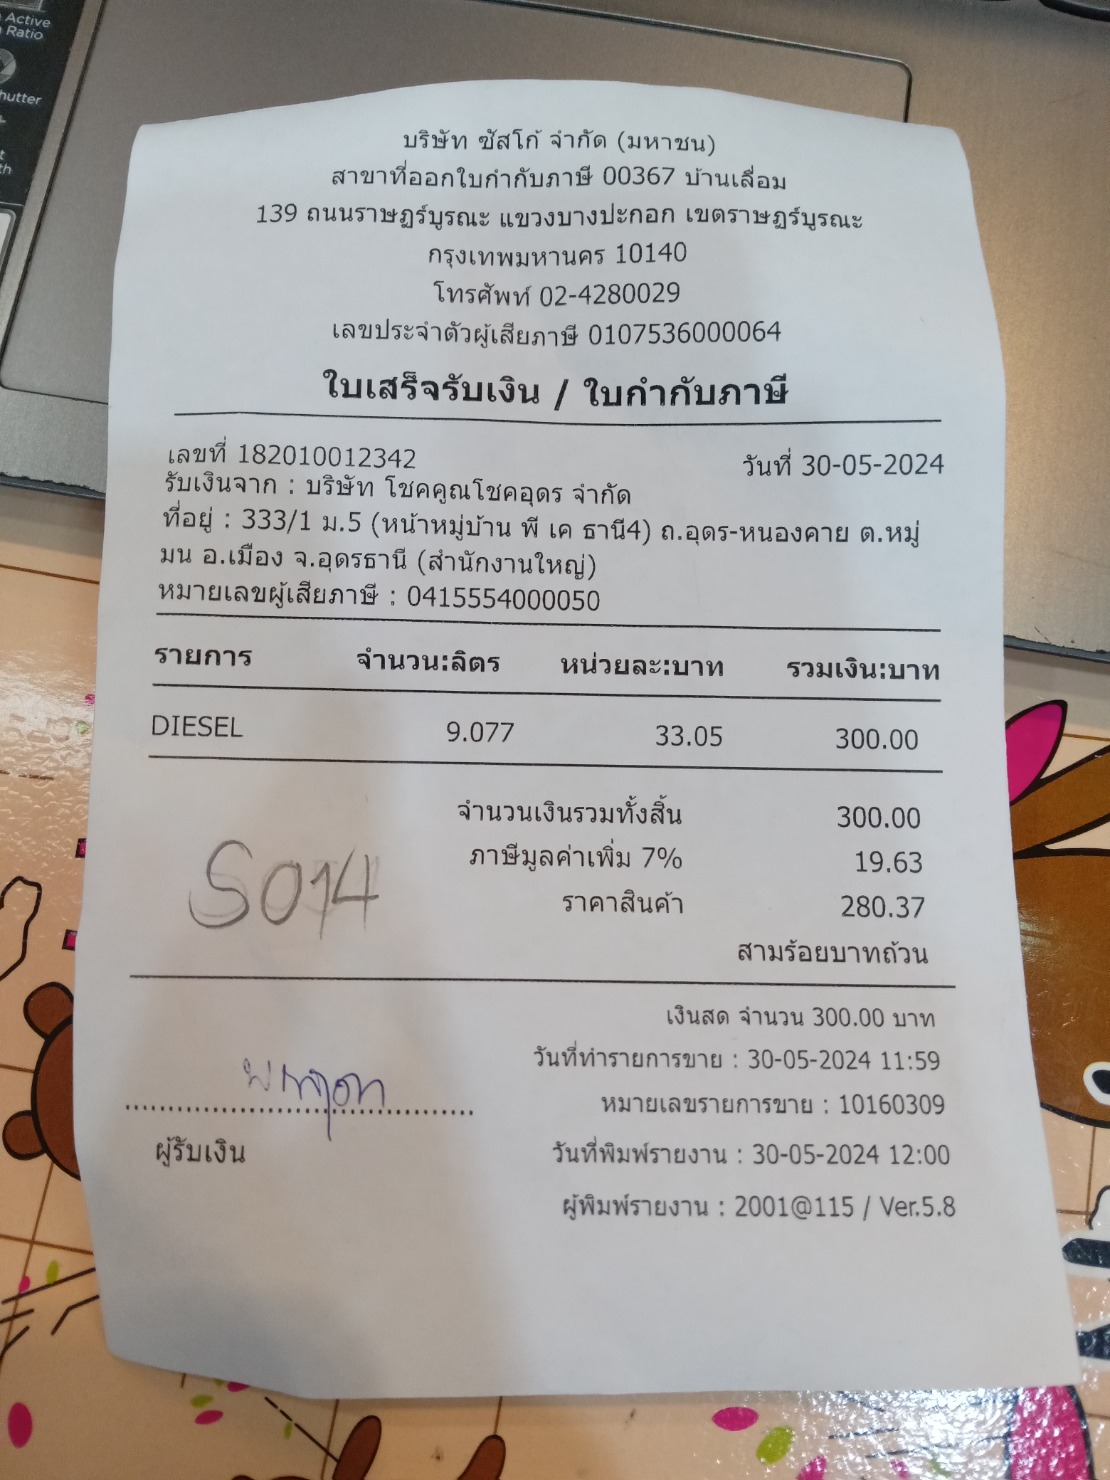 Active
Ratio
hutter
th
บริษัท ซัสโก้ จำกัด (มหาชน)
สาขาที่ออกใบกำกับภาษี 00367 บ้านเลื่อม
139 ถนนราษฎร์บูรณะ แขวงบางปะกอก เขตราษฎร์บูรณะ
กรุงเทพมหานคร 10140
โทรศัพท์ 02-4280029
เลขประจำตัวผู้เสียภาษี 0107536000064
ใบเสร็จรับเงิน / ใบกำกับภาษี
เลขที่ 182010012342 วันที่ 30-05-2024
รับเงินจาก : บริษัท โชคคูณโชคอุดร จำกัด
ที่อยู่ : 333/1 ม.5 (หน้าหมู่บ้าน พี เค ธานี4) ถ.อุดร-หนองคาย ต.หมู่
มน อ.เมือง จ.อุดรธานี (สำนักงานใหญ่)
หมายเลขผู้เสียภาษี : 0415554000050
รายการ จำนวน:ลิตร หน่วยละ:บาท รวมเงิน:บาท
DIESEL 9.077 33.05 300.00
จำนวนเงินรวมทั้งสิ้น 300.00
ภาษีมูลค่าเพิ่ม 7% 19.63
ราคาสินค้า 280.37
5014
สามร้อยบาทถ้วน
เงินสด จำนวน 300.00 บาท
วันที่ทำรายการขาย : 30-05-2024 11:59
หมายเลขรายการขาย : 10160309
ผู้รับเงิน วันที่พิมพ์รายงาน : 30-05-2024 12:00
ผู้พิมพ์รายงาน : 2001@115 / Ver.5.8